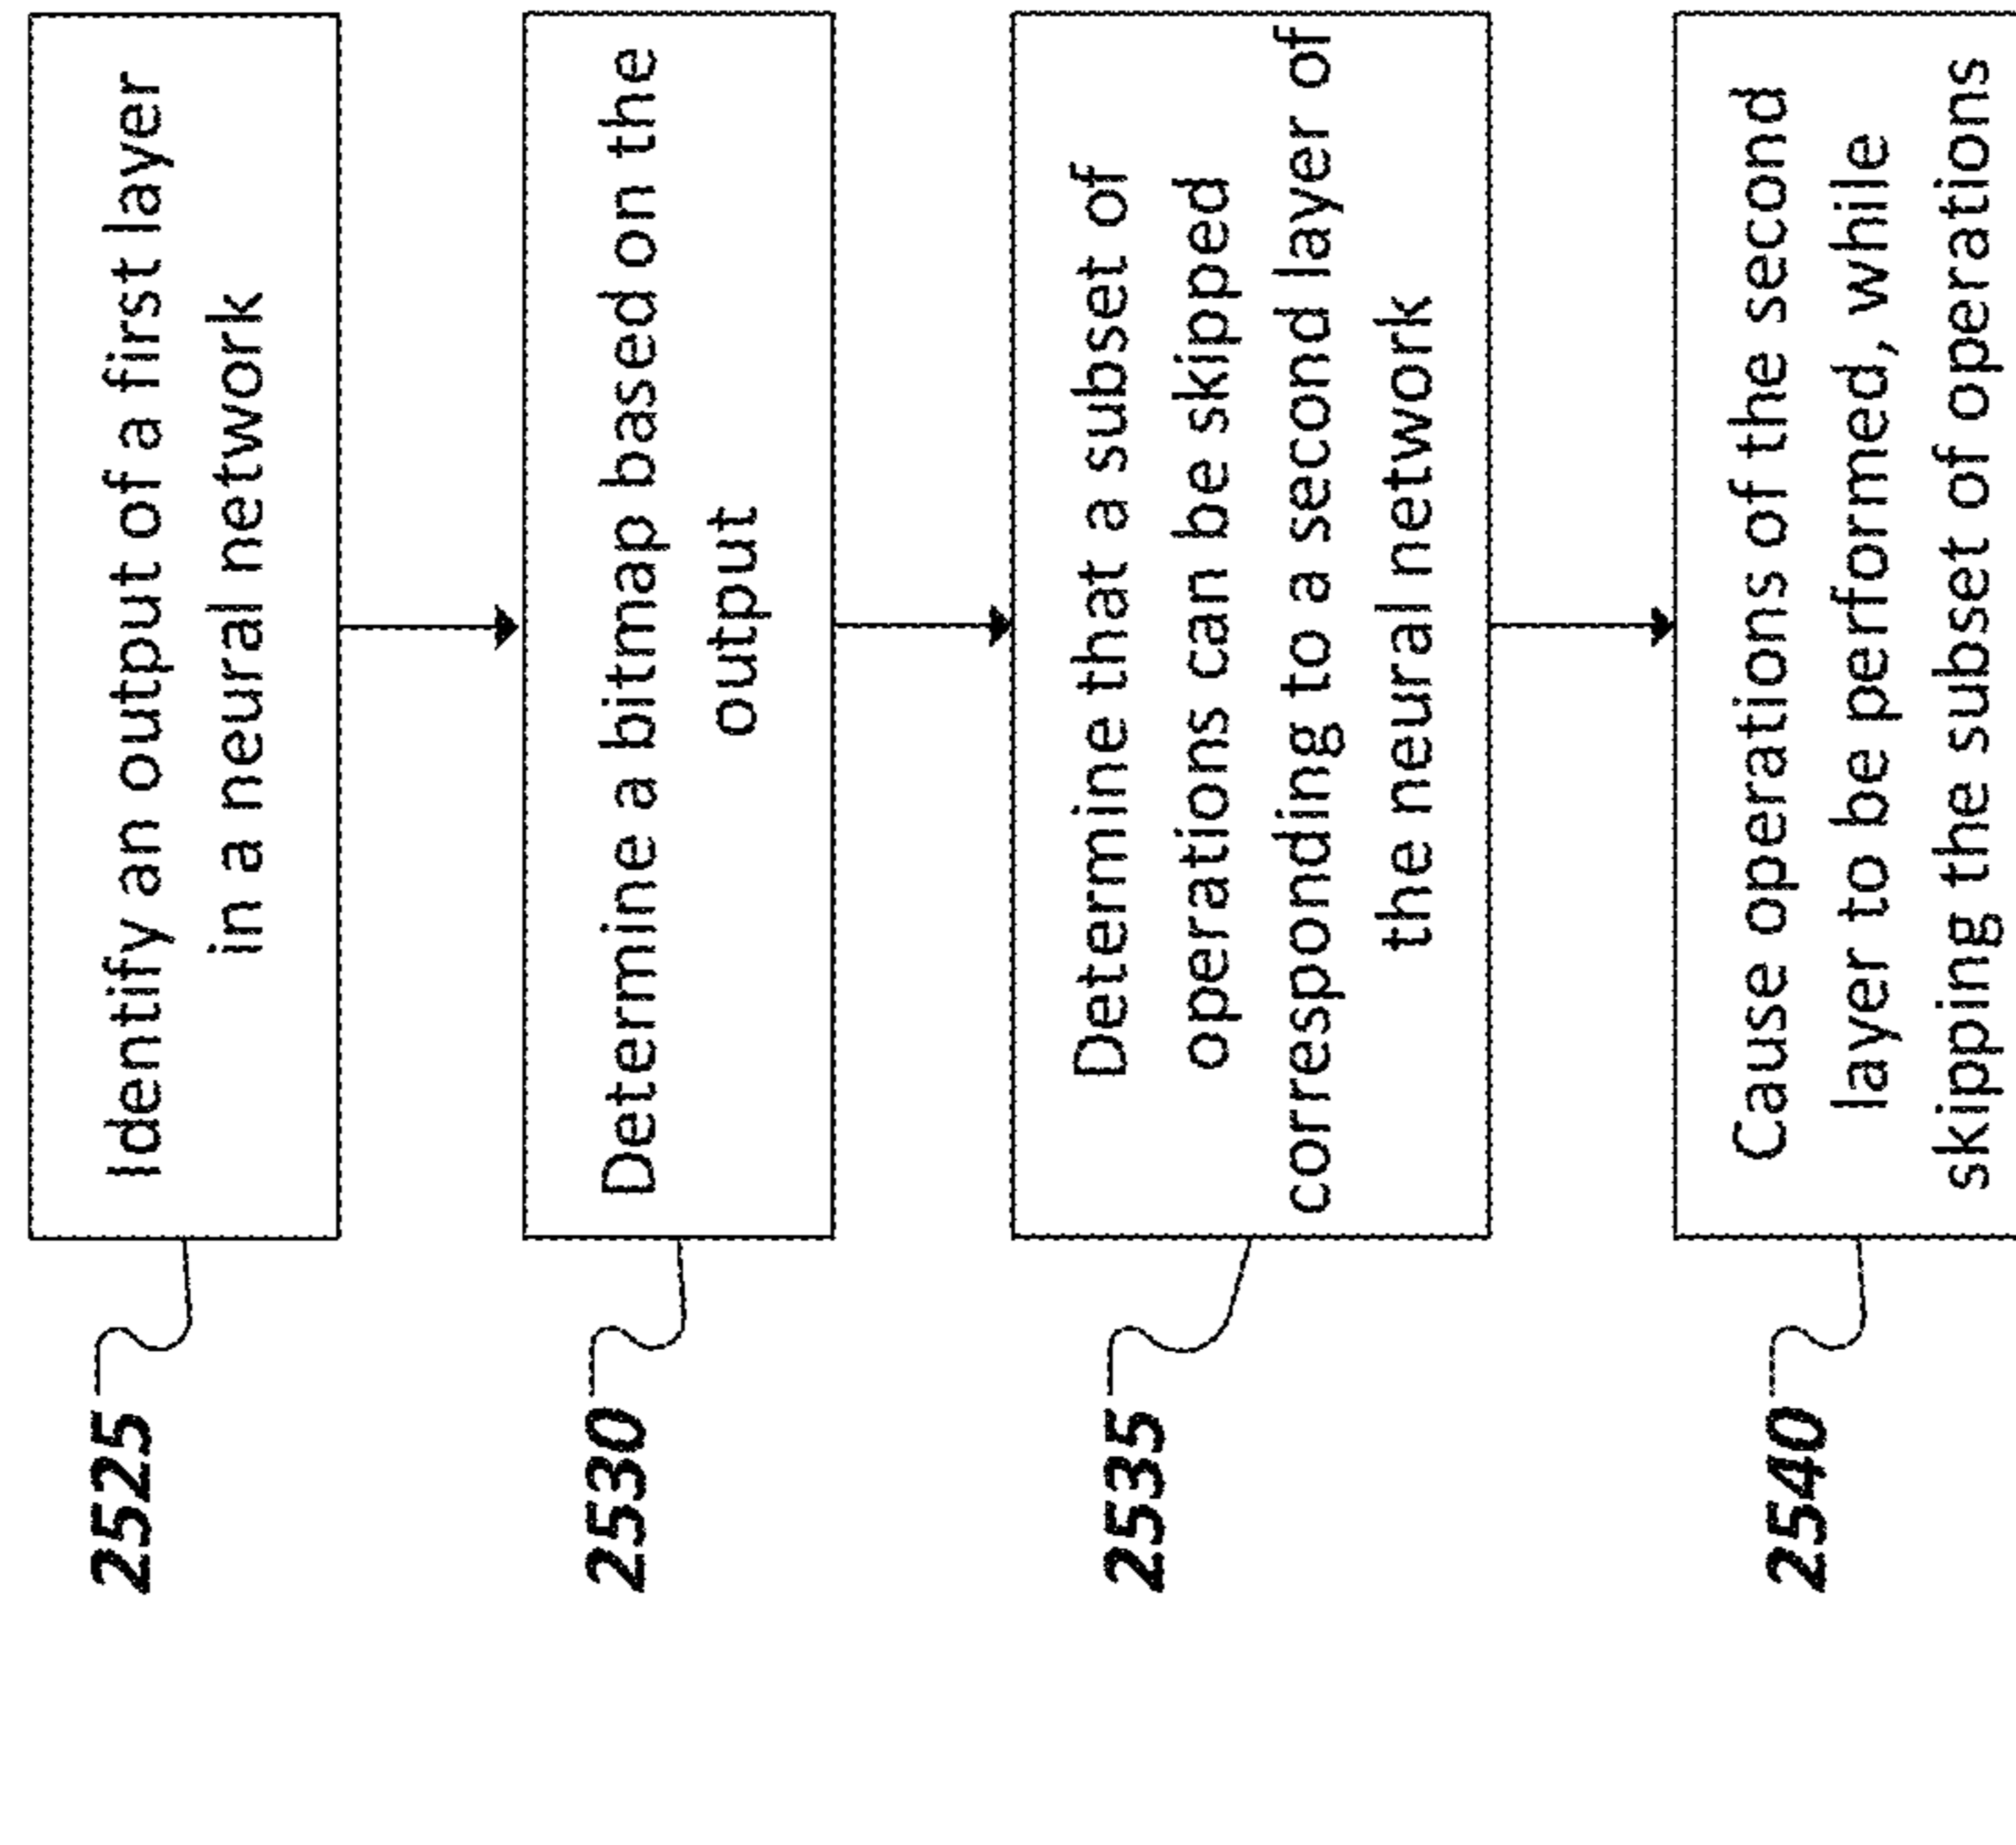 2525
Identify an output of a first layer
in a neural network
2530
Determine a bitmap based on the
output
2535
Determine that a subset of
operations can be skipped
corresponding to a second layer of
the neural network
2540
Cause operations of the second
layer to be performed, while
skipping the subset of operations